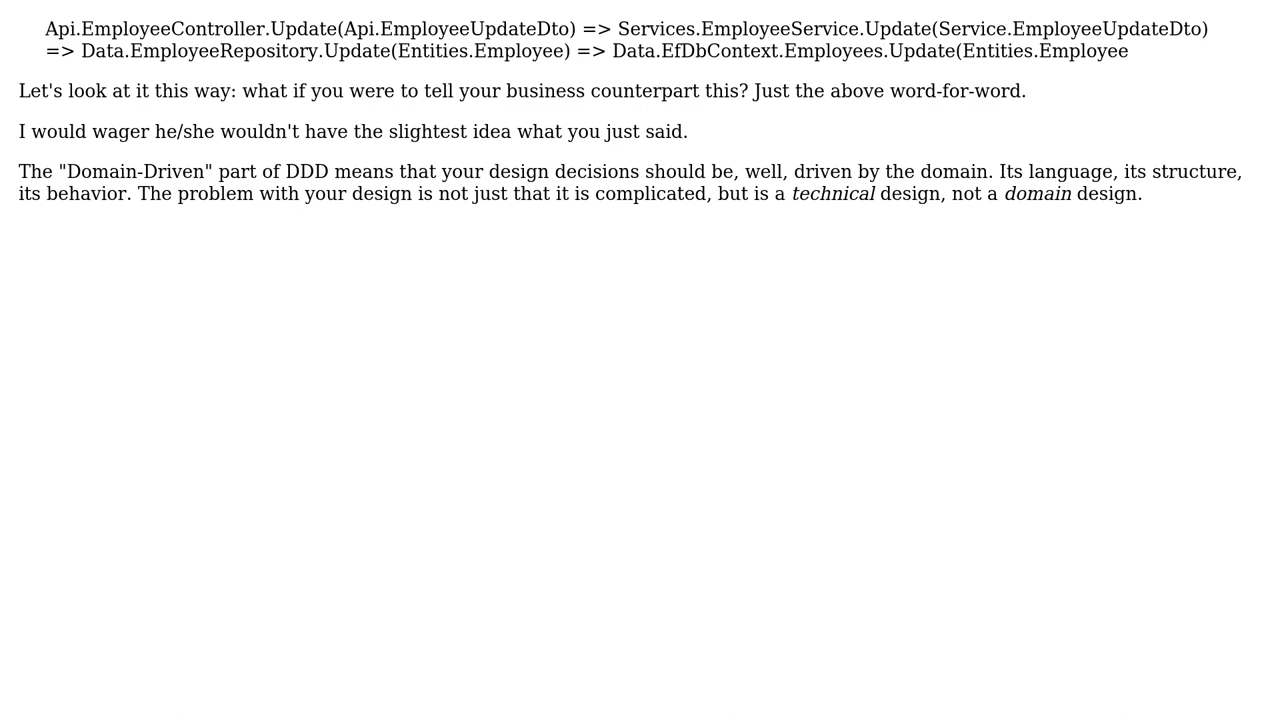 Api.EmployeeController.Update(Api.EmployeeUpdateDto) => Services.EmployeeService.Update(Service.EmployeeUpdateDto)
=> Data.EmployeeRepository.Update(Entities.Employee) => Data.EfDbContext.Employees.Update(Entities.Employee
Let's look at it this way: what if you were to tell your business counterpart this? Just the above word-for-word.
I would wager he/she wouldn't have the slightest idea what you just said.
The "Domain-Driven" part of DDD means that your design decisions should be, well, driven by the domain. Its language, its structure,
its behavior. The problem with your design is not just that it is complicated, but is a technical design, not a domain design.